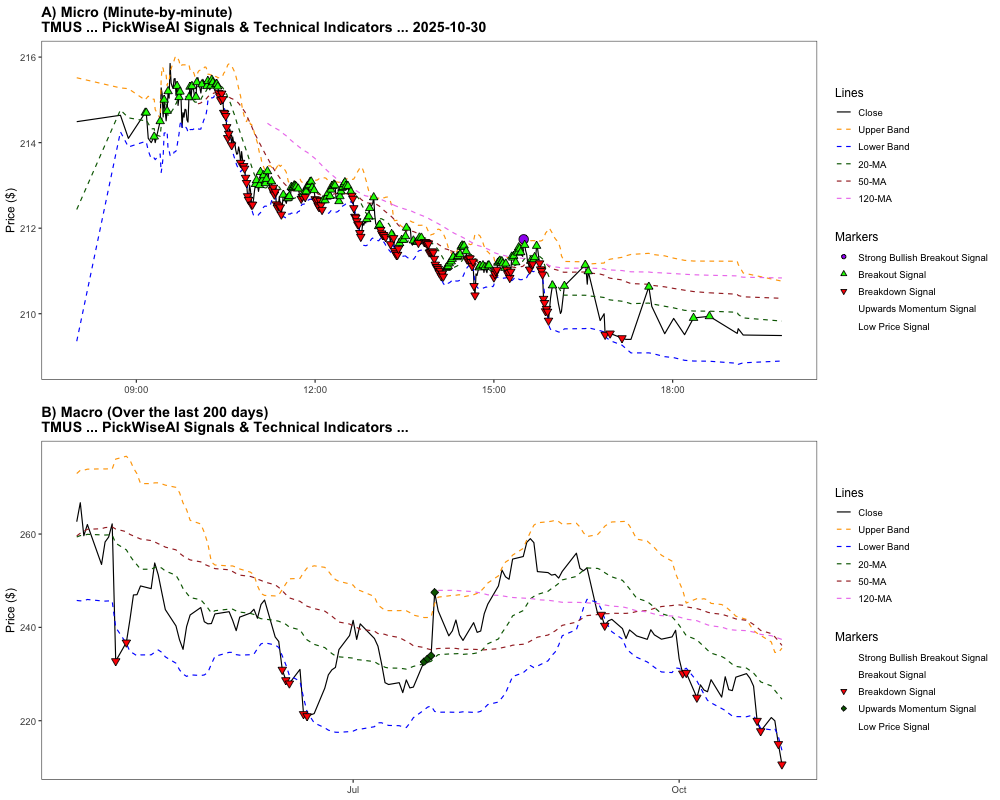 A) Micro (Minute-by-minute)
TMUS ... PickWiseAI Signals & Technical Indicators ... 2025-10-30
216
214
212
210
Price ($)
09:00
12:00
15:00
18:00
Lines
Close
Upper Band
Lower Band
20-MA
50-MA
120-MA
Markers
Strong Bullish Breakout Signal
Breakout Signal
Breakdown Signal
Upwards Momentum Signal
Low Price Signal
B) Macro (Over the last 200 days)
TMUS ... PickWiseAI Signals & Technical Indicators ...
260
240
220
Price ($)
Jul
Oct
Lines
Close
Upper Band
Lower Band
20-MA
50-MA
120-MA
Markers
Strong Bullish Breakout Signal
Breakout Signal
Breakdown Signal
Upwards Momentum Signal
Low Price Signal